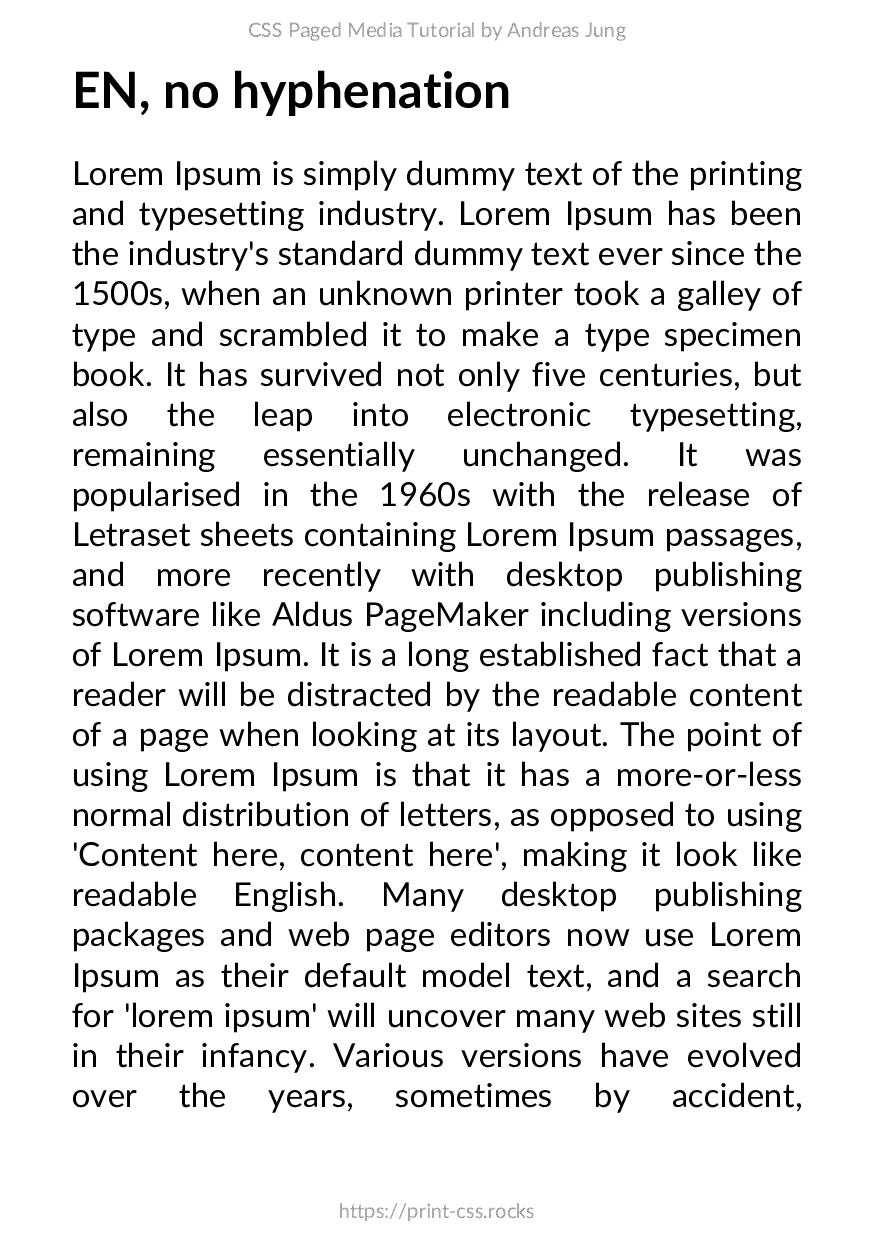 CSS Paged Media Tutorial by Andreas Jung
EN, no hyphenation
Lorem Ipsum is simply dummy text of the printing
and typesetting industry. Lorem Ipsum has been
the industry's standard dummy text ever since the
1500s, when an unknown printer took a galley of
type and scrambled it to make a type specimen
book. It has survived not only five centuries, but
also the leap into electronic typesetting,
remaining essentially unchanged. It was
popularised in the 1960s with the release of
Letraset sheets containing Lorem Ipsum passages,
and more recently with desktop publishing
software like Aldus PageMaker including versions
of Lorem Ipsum. It is a long established fact that a
reader will be distracted by the readable content
of a page when looking at its layout. The point of
using Lorem Ipsum is that it has a more-or-less
normal distribution of letters, as opposed to using
'Content here, content here', making it look like
readable English. Many desktop publishing
packages and web page editors now use Lorem
Ipsum as their default model text, and a search
for 'lorem ipsum' will uncover many web sites still
in their infancy. Various versions have evolved
over the years, sometimes by accident,
https://print-css.rocks